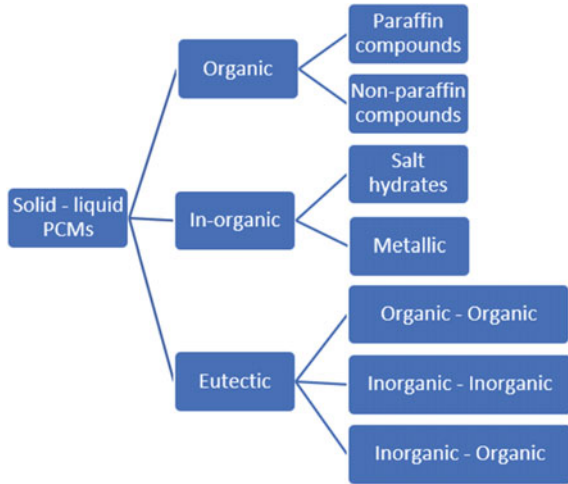 Paraffin
compounds
Organic
Non-paraffin
compounds
Salt
hydrates
Solid - liquid
PCMs
In-organic
Metallic
Organic - Organic
Eutectic
Inorganic - Inorganic
Inorganic - Organic